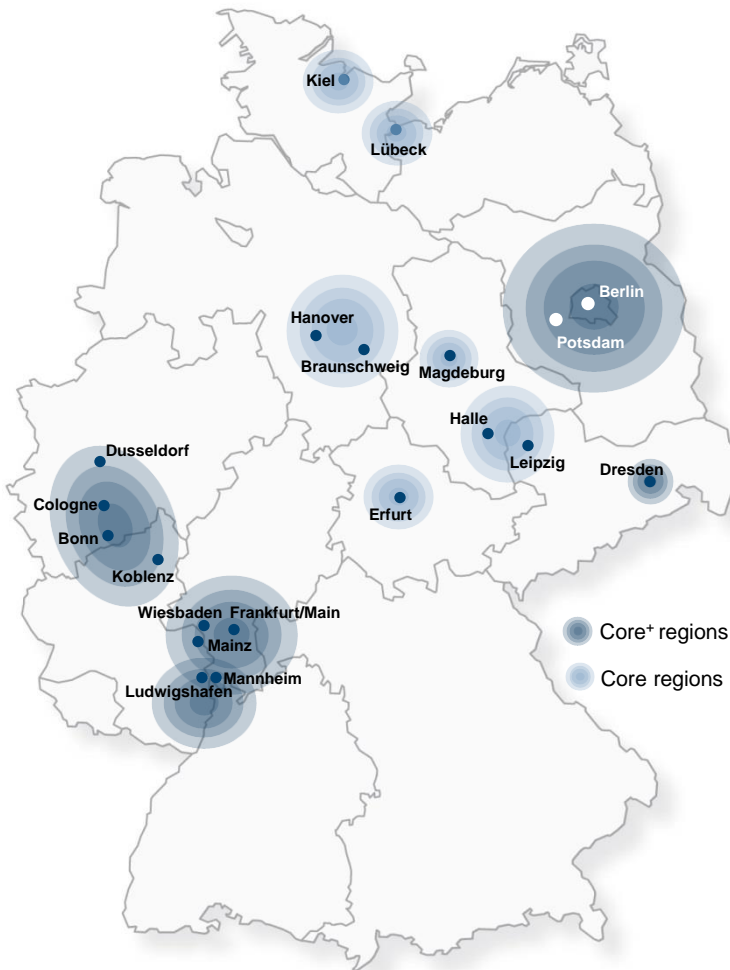 Kiel
Lübeck
Berlin
Potsdam
Hanover
Braunschweig
Magdeburg
Halle
Leipzig
Dusseldorf
Dresden
Cologne
Erfurt
Bonn
Koblenz
Wiesbaden
Frankfurt/Main
Mainz
Core⁺ regions
Mannheim
Core regions
Ludwigshafen